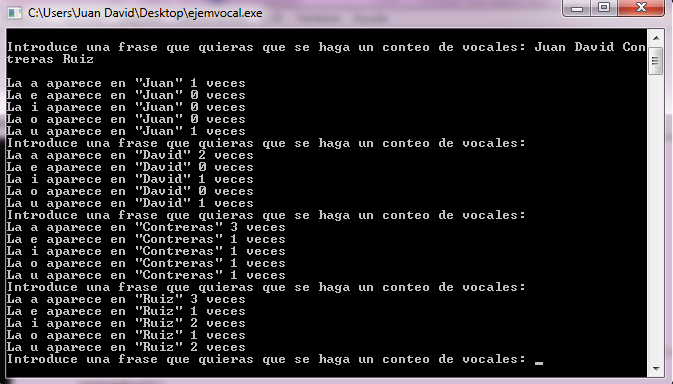 C:\Users\Juan David\Desktop\ejemvocal.exe
Introduce una frase que quieras que se haga un conteo de vocales: Juan David Con
treras Ruiz
La a aparece en "Juan" 1 veces
La e aparece en "Juan" 0 veces
La i aparece en "Juan" 0 veces
La o aparece en "Juan" 0 veces
La u aparece en "Juan" 1 veces
Introduce una frase que quieras que se haga un conteo de vocales:
La a aparece en "David" 2 veces
La e aparece en "David" 0 veces
La i aparece en "David" 1 veces
La o aparece en "David" 0 veces
La u aparece en "David" 1 veces
Introduce una frase que quieras que se haga un conteo de vocales:
La a aparece en "Contreras" 3 veces
La e aparece en "Contreras" 1 veces
La i aparece en "Contreras" 1 veces
La o aparece en "Contreras" 1 veces
La u aparece en "Contreras" 1 veces
Introduce una frase que quieras que se haga un conteo de vocales:
La a aparece en "Ruiz" 3 veces
La e aparece en "Ruiz" 1 veces
La i aparece en "Ruiz" 2 veces
La o aparece en "Ruiz" 1 veces
La u aparece en "Ruiz" 2 veces
Introduce una frase que quieras que se haga un conteo de vocales: _